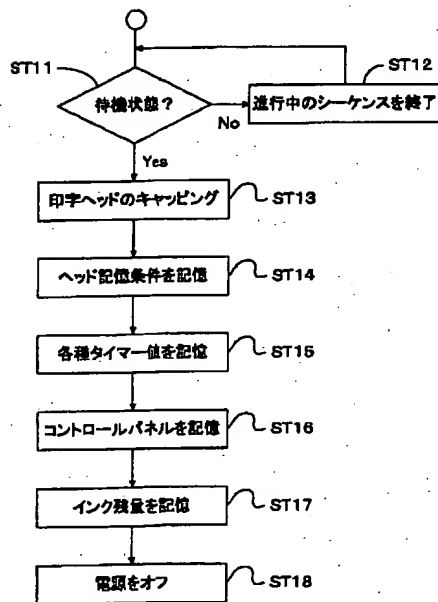 ST11
待機状態？
ST12
進行中のシーケンスを終了
No
Yes
印字ヘッドのキャッピング
ST13
ヘッド記憶条件を記憶
ST14
各種タイマー値を記憶
ST15
コントロールパネルを記憶
ST16
インク残量を記憶
ST17
電源をオフ
ST18